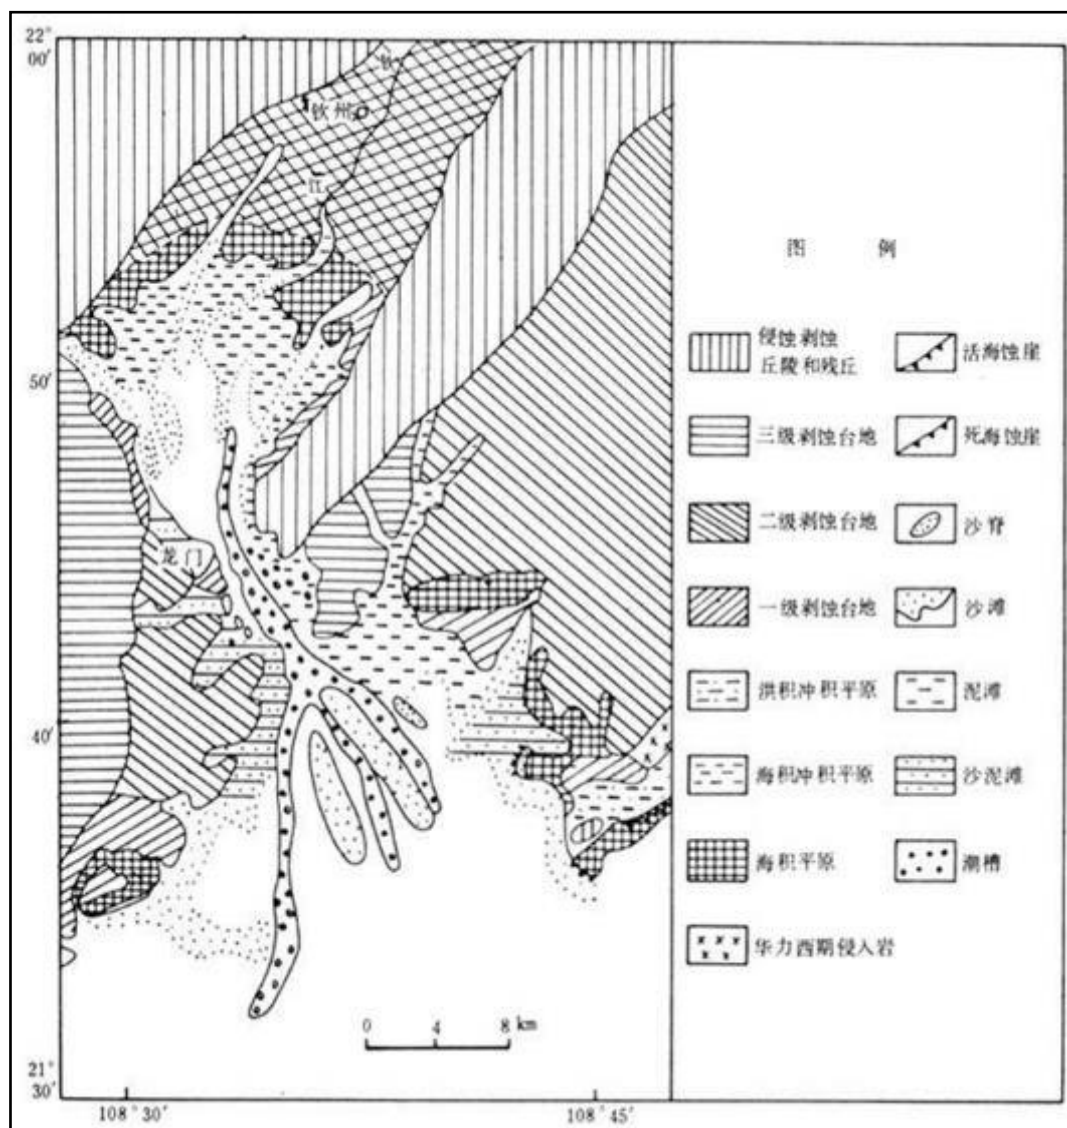 22°
00′
钦
钦州
江
50′
龙门
40′
21°
30′
108°30′
108°45′
0 4 8 km
图 例
侵蚀剥蚀
丘陵和残丘
活海蚀崖
三级剥蚀台地
死海蚀崖
二级剥蚀台地
沙脊
一级剥蚀台地
沙滩
洪积冲积平原
泥滩
海积冲积平原
沙泥滩
海积平原
潮槽
华力西期侵入岩